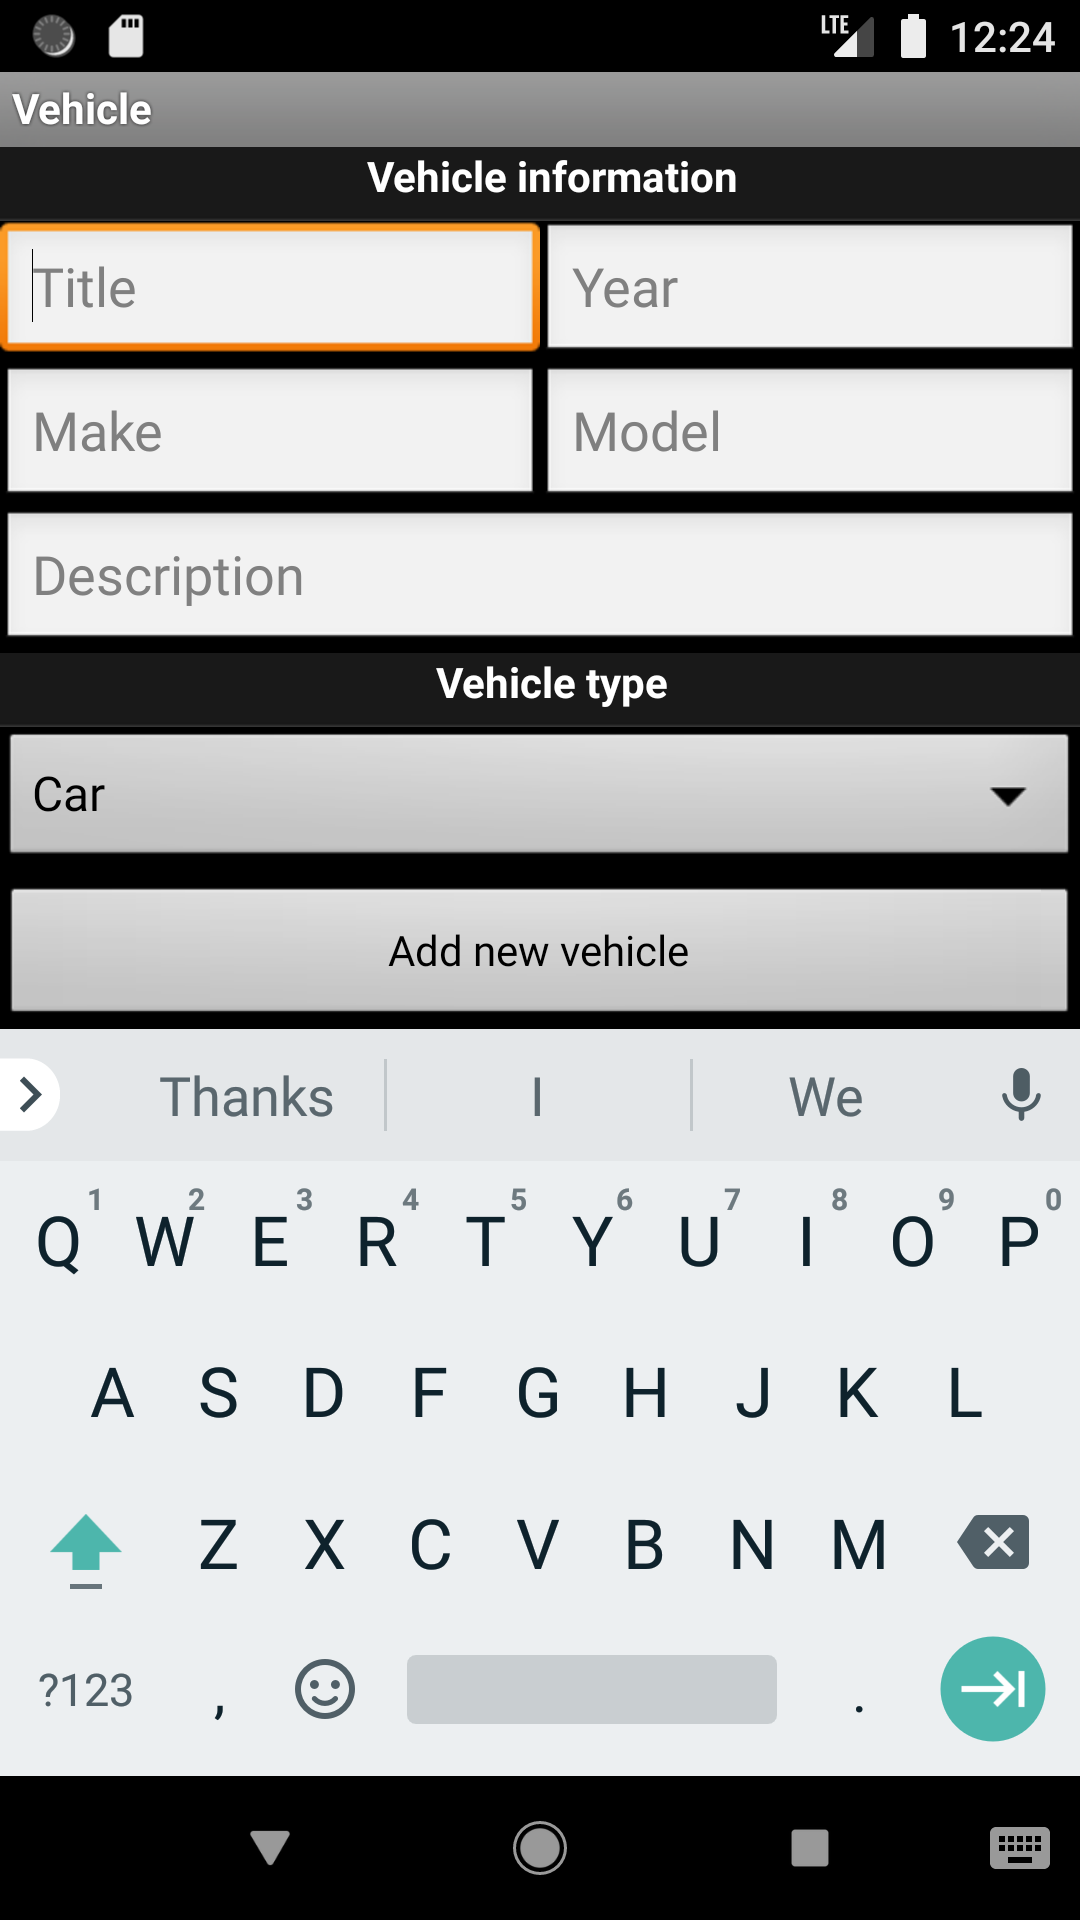 LTE 12:24
Vehicle
Vehicle information
Title Year
Make Model
Description
Vehicle type
Car
Add new vehicle
Thanks I We
1 2 3 4 5 6 7 8 9 0
Q W E R T Y U I O P
A S D F G H J K L
Z X C V B N M
?123 , .